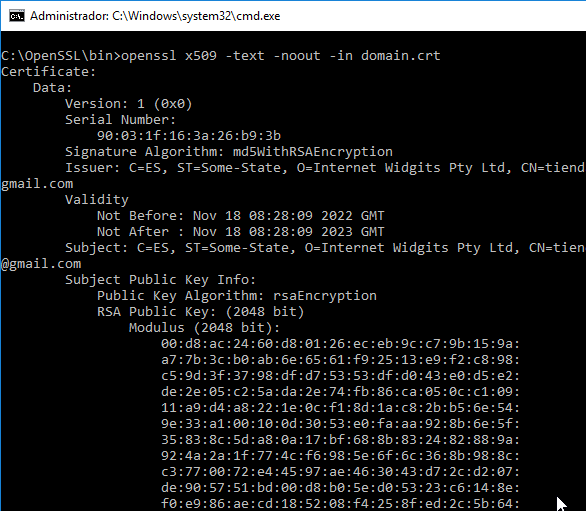 Administrador: C:\Windows\system32\cmd.exe
C:\OpenSSL\bin>openssl x509 -text -noout -in domain.crt
Certificate:
Data:
Version: 1 (0x0)
Serial Number:
90:03:1f:16:3a:26:b9:3b
Signature Algorithm: md5WithRSAEncryption
Issuer: C=ES, ST=Some-State, O=Internet Widgits Pty Ltd, CN=tiend
gmail.com
Validity
Not Before: Nov 18 08:28:09 2022 GMT
Not After : Nov 18 08:28:09 2023 GMT
Subject: C=ES, ST=Some-State, O=Internet Widgits Pty Ltd, CN=tien
@gmail.com
Subject Public Key Info:
Public Key Algorithm: rsaEncryption
RSA Public Key: (2048 bit)
Modulus (2048 bit):
00:d8:ac:24:60:d8:01:26:ec:eb:9c:c7:9b:15:9a:
a7:7b:3c:b0:ab:6e:65:61:f9:25:13:e9:f2:c8:98:
c5:9d:3f:37:98:df:d7:53:53:df:d0:43:e0:d5:e2:
de:2e:05:c2:5a:da:2e:74:fb:86:ca:05:0c:c1:09:
11:a9:d4:a8:22:1e:0c:f1:8d:1a:c8:2b:b5:6e:54:
9e:33:a1:00:10:0d:30:53:e0:fa:aa:92:8b:6e:5f:
35:83:8c:5d:a8:0a:17:bf:68:8b:83:24:82:88:9a:
92:4a:2a:1f:77:4c:f6:98:5e:6f:6c:36:8b:98:8c:
c3:77:00:72:e4:45:97:ae:46:30:43:d7:2c:d2:07:
de:90:57:51:bd:00:d8:b0:5e:d0:53:23:c6:14:8e:
f0:e9:86:ae:cd:18:52:08:f4:25:8f:ed:2c:5b:64: